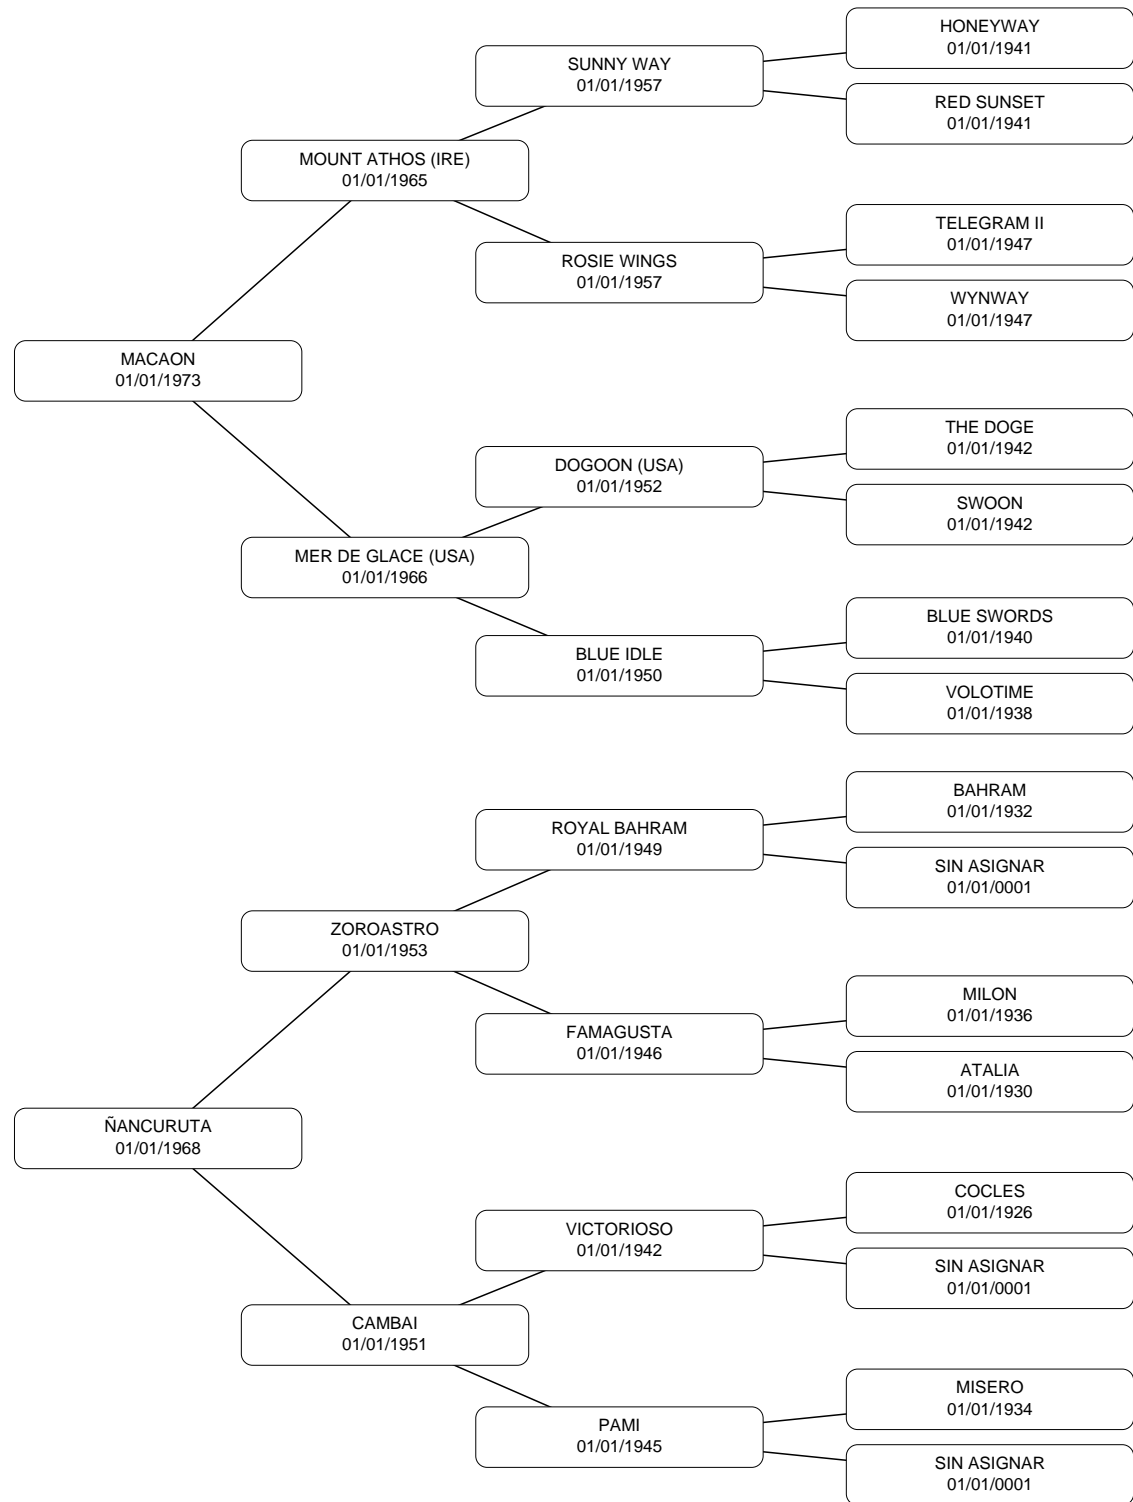 HONEYWAY
01/01/1941
SUNNY WAY
01/01/1957
RED SUNSET
01/01/1941
MOUNT ATHOS (IRE)
01/01/1965
TELEGRAM II
01/01/1947
ROSIE WINGS
01/01/1957
WYNWAY
01/01/1947
MACAON
01/01/1973
THE DOGE
01/01/1942
DOGOON (USA)
01/01/1952
SWOON
01/01/1942
MER DE GLACE (USA)
01/01/1966
BLUE SWORDS
01/01/1940
BLUE IDLE
01/01/1950
VOLOTIME
01/01/1938
BAHRAM
01/01/1932
ROYAL BAHRAM
01/01/1949
SIN ASIGNAR
01/01/0001
ZOROASTRO
01/01/1953
MILON
01/01/1936
FAMAGUSTA
01/01/1946
ATALIA
01/01/1930
ÑANCURUTA
01/01/1968
COCLES
01/01/1926
VICTORIOSO
01/01/1942
SIN ASIGNAR
01/01/0001
CAMBAI
01/01/1951
MISERO
01/01/1934
PAMI
01/01/1945
SIN ASIGNAR
01/01/0001